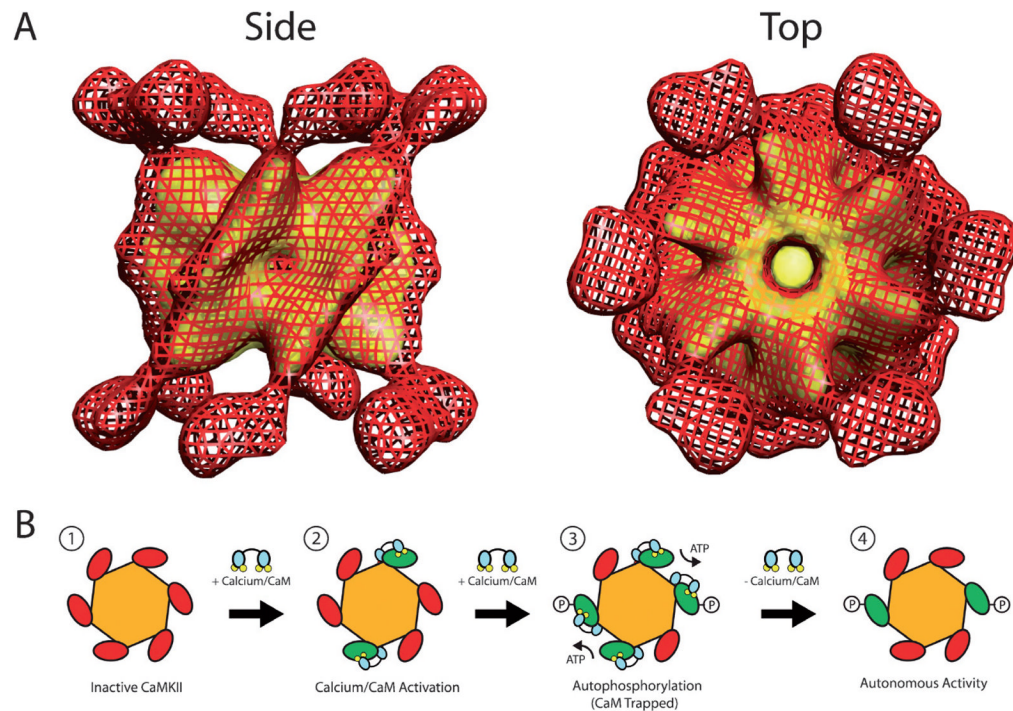 A
Side
Top
B
1
2
3
4
+ Calcium/CaM
+ Calcium/CaM
- Calcium/CaM
ATP
P
P
ATP
P
P
Inactive CaMKII
Calcium/CaM Activation
Autophosphorylation
(CaM Trapped)
Autonomous Activity